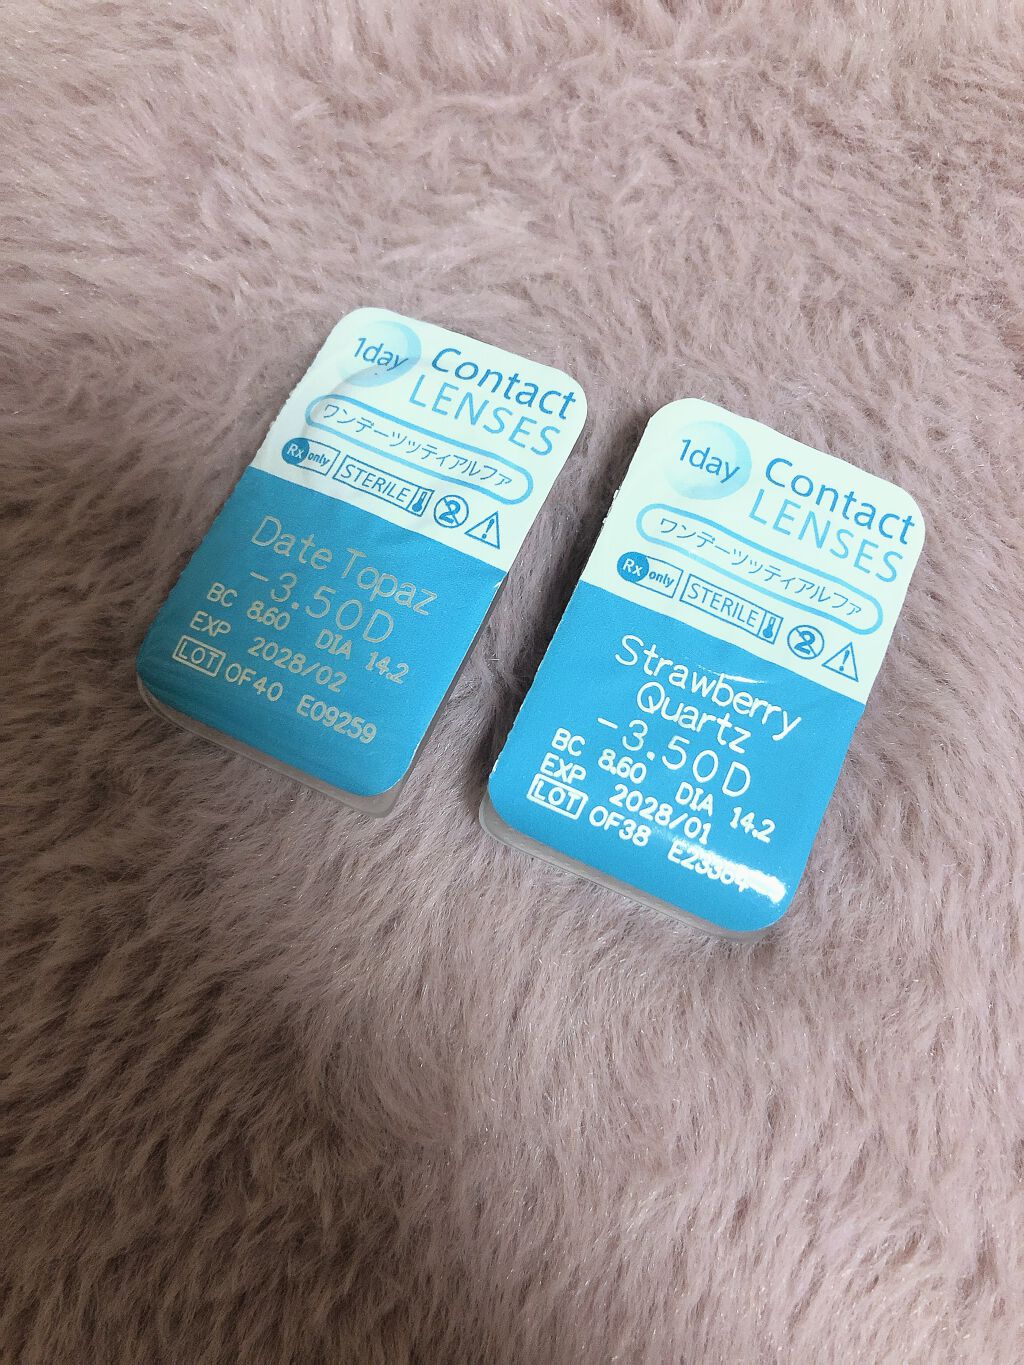 1day
Contact
LENSES
ワンデーツッティアルファ
Rx only STERILE 2
Date Topaz
-3.50D
BC 8.60 DIA 14.2
EXP 2028/02
LOT OF40 E09259
1day
Contact
LENSES
ワンデーツッティアルファ
Rx only STERILE 2
Strawberry
Quartz
-3.50D
BC 8.60 DIA 14.2
EXP 2028/01
LOT OF38